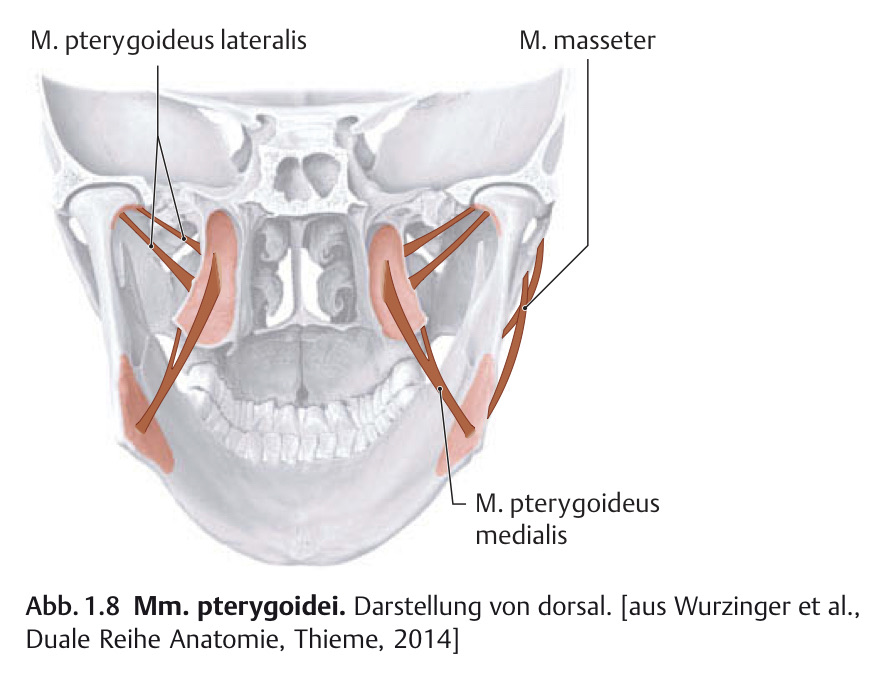 M. pterygoideus lateralis
M. masseter
M. pterygoideus
medialis
Abb. 1.8 Mm. pterygoidei. Darstellung von dorsal. [aus Wurzinger et al.,
Duale Reihe Anatomie, Thieme, 2014]